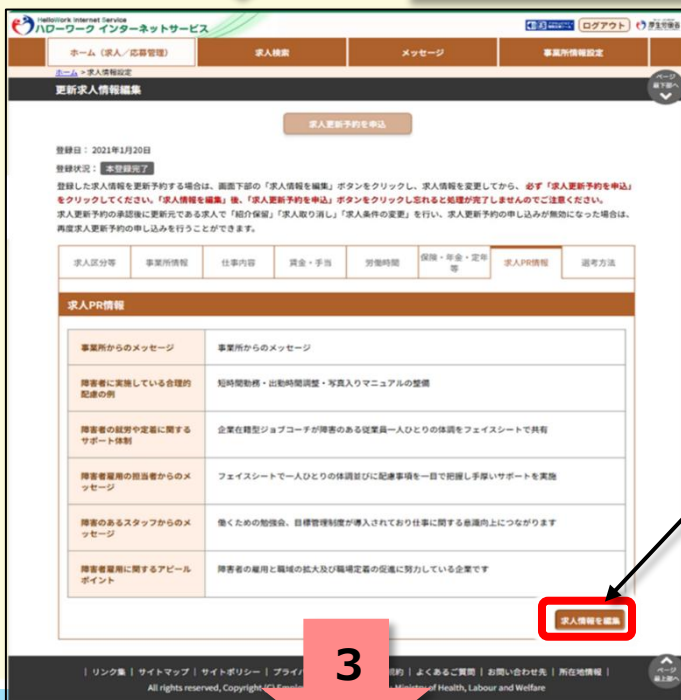 HelloWork Internet Service
ハローワーク インターネットサービス
ログアウト
ホーム（求人／応募管理）
求人検索
メッセージ
事業所情報設定
ホーム > 求人情報設定
更新求人情報編集
ページ
最下部へ
求人更新予約を申込
登録日： 2021年1月20日
登録状況： 本登録完了
登録した求人情報を更新予約する場合は、画面下部の「求人情報を編集」ボタンをクリックし、求人情報を変更してから、必ず「求人更新予約を申込」
をクリックしてください。「求人情報を編集」後、「求人更新予約を申込」ボタンをクリックし忘れると処理が完了しませんのでご注意ください。
求人更新予約の承認後に更新元である求人で「紹介保留」「求人取り消し」「求人条件の変更」を行い、求人更新予約の申し込みが無効になった場合は、
再度求人更新予約の申し込みを行うことができます。
求人区分等
事業所情報
仕事内容
賃金・手当
労働時間
保険・年金・定年
等
求人PR情報
選考方法
求人PR情報
事業所からのメッセージ
事業所からのメッセージ
障害者に実施している合理的
配慮の例
短時間勤務・出勤時間調整・写真入りマニュアルの整備
障害者の就労や定着に関する
サポート体制
企業在籍型ジョブコーチが障害のある従業員一人ひとりの体調をフェイスシートで共有
障害者雇用の担当者からのメ
ッセージ
フェイスシートで一人ひとりの体調並びに配慮事項を一目で把握し手厚いサポートを実施
障害のあるスタッフからのメ
ッセージ
働くための勉強会、目標管理制度が導入されており仕事に関する意識向上につながります
障害者雇用に関するアピール
ポイント
障害者の雇用と職域の拡大及び職場定着の促進に努力している企業です
求人情報を編集
3
| リンク集 | サイトマップ | サイトポリシー | プライバ
規約 | よくあるご質問 | お問い合わせ先 | 所在地情報 |
All rights reserved, Copyright
Ministry of Health, Labour and Welfare
ページ
最上部へ